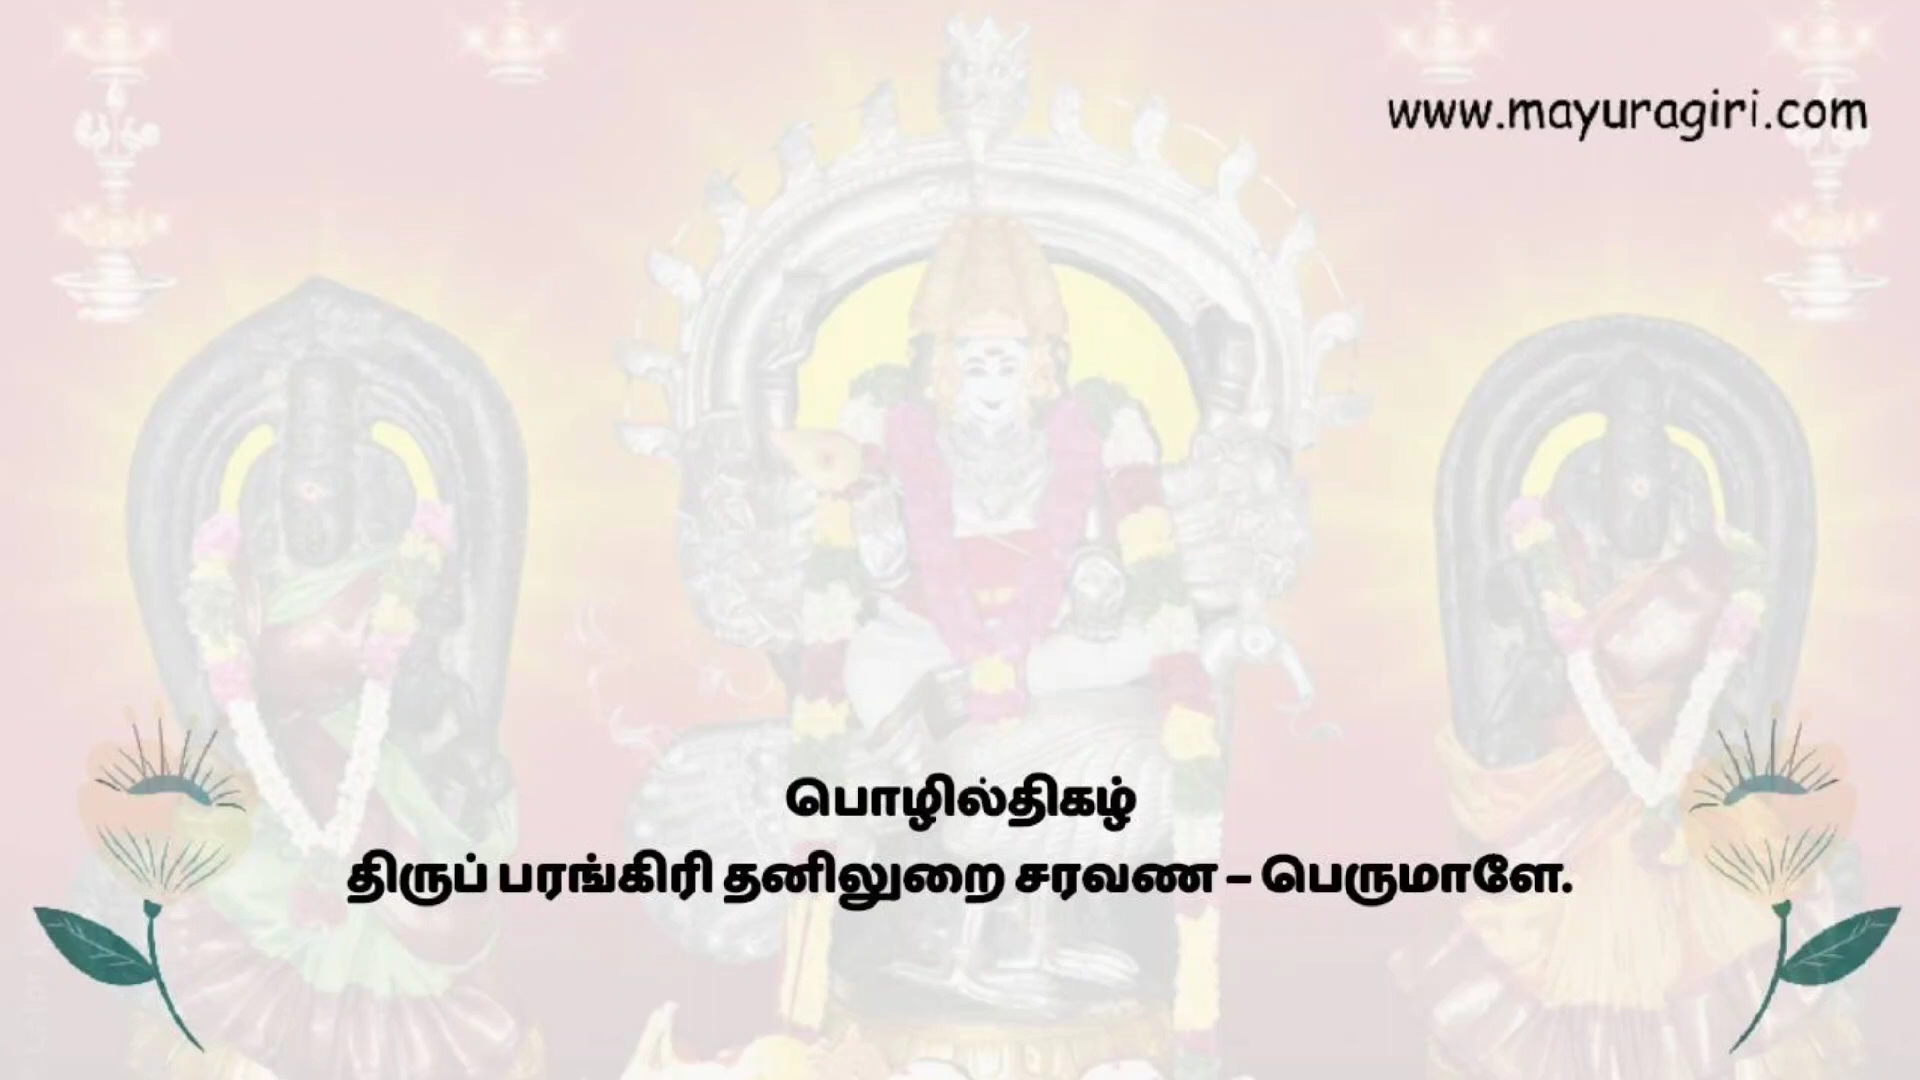 www.mayuragiri.com
பொழில்திகழ்
திருப் பரங்கிரி தனிலுறை சரவண – பெருமாளே.